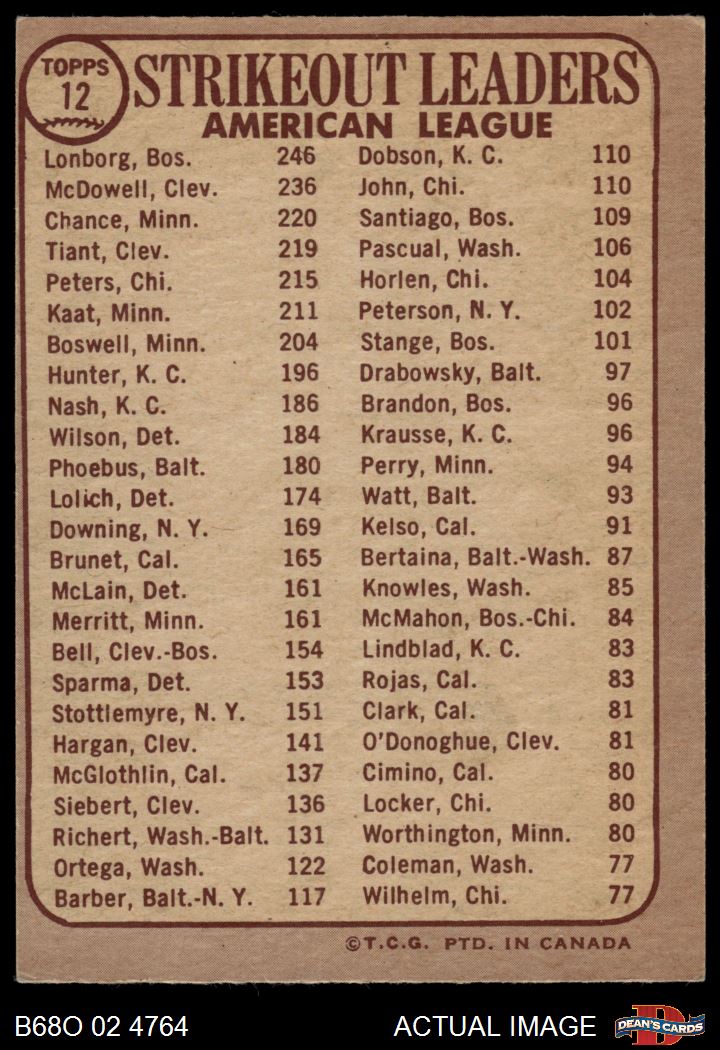 TOPPS
12
STRIKEOUT LEADERS
AMERICAN LEAGUE
Lonborg, Bos. 246
McDowell, Clev. 236
Chance, Minn. 220
Tiant, Clev. 219
Peters, Chi. 215
Kaat, Minn. 211
Boswell, Minn. 204
Hunter, K. C. 196
Nash, K. C. 186
Wilson, Det. 184
Phoebus, Balt. 180
Lolich, Det. 174
Downing, N. Y. 169
Brunet, Cal. 165
McLain, Det. 161
Merritt, Minn. 161
Bell, Clev.-Bos. 154
Sparma, Det. 153
Stottlemyre, N. Y. 151
Hargan, Clev. 141
McGlothlin, Cal. 137
Siebert, Clev. 136
Richert, Wash.-Balt. 131
Ortega, Wash. 122
Barber, Balt.-N. Y. 117
Dobson, K. C. 110
John, Chi. 110
Santiago, Bos. 109
Pascual, Wash. 106
Horlen, Chi. 104
Peterson, N. Y. 102
Stange, Bos. 101
Drabowsky, Balt. 97
Brandon, Bos. 96
Krausse, K. C. 96
Perry, Minn. 94
Watt, Balt. 93
Kelso, Cal. 91
Bertaina, Balt.-Wash. 87
Knowles, Wash. 85
McMahon, Bos.-Chi. 84
Lindblad, K. C. 83
Rojas, Cal. 83
Clark, Cal. 81
O'Donoghue, Clev. 81
Cimino, Cal. 80
Locker, Chi. 80
Worthington, Minn. 80
Coleman, Wash. 77
Wilhelm, Chi. 77
©T.C.G. PTD. IN CANADA
B68O 02 4764
ACTUAL IMAGE
D
DEAN'S CARDS